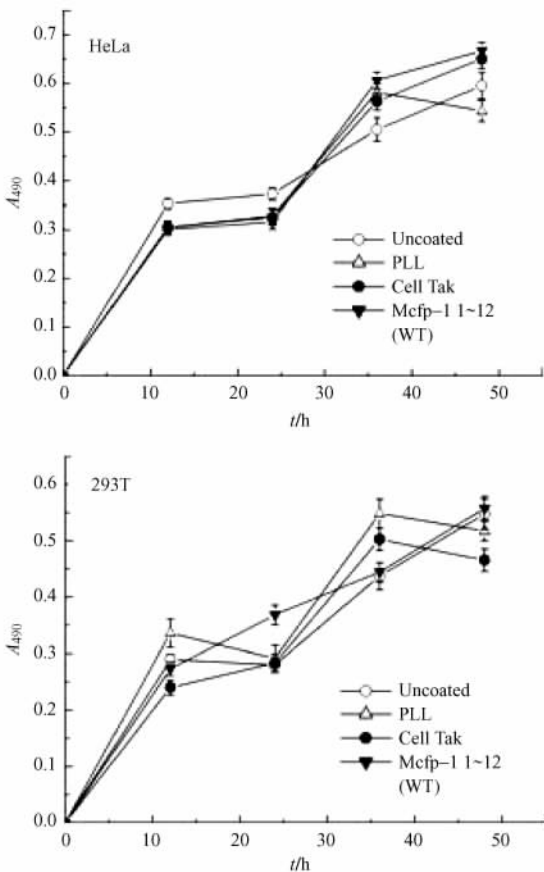 HeLa
0.7
0.6
0.5
0.4
0.3
0.2
0.1
0.0
A490
Uncoated
PLL
Cell Tak
Mcfp–1 1~12
(WT)
0 10 20 30 40 50
t/h
293T
0.6
0.5
0.4
0.3
0.2
0.1
0.0
A490
Uncoated
PLL
Cell Tak
Mcfp–1 1~12
(WT)
0 10 20 30 40 50
t/h